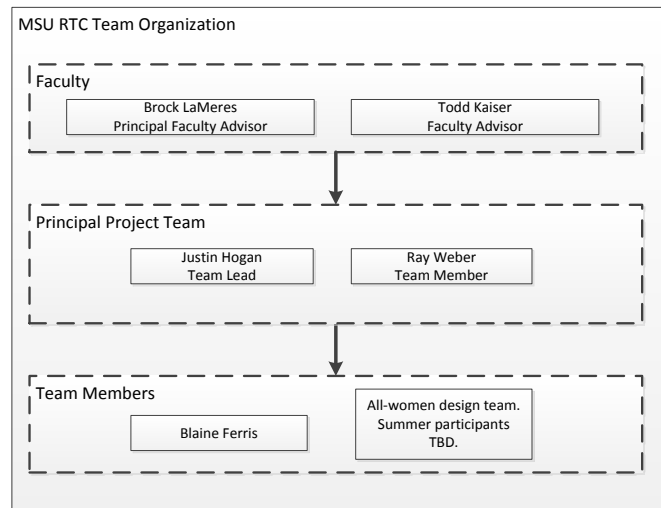 MSU RTC Team Organization
Faculty
Brock LaMeres
Principal Faculty Advisor
Todd Kaiser
Faculty Advisor
Principal Project Team
Justin Hogan
Team Lead
Ray Weber
Team Member
Team Members
Blaine Ferris
All-women design team.
Summer participants
TBD.